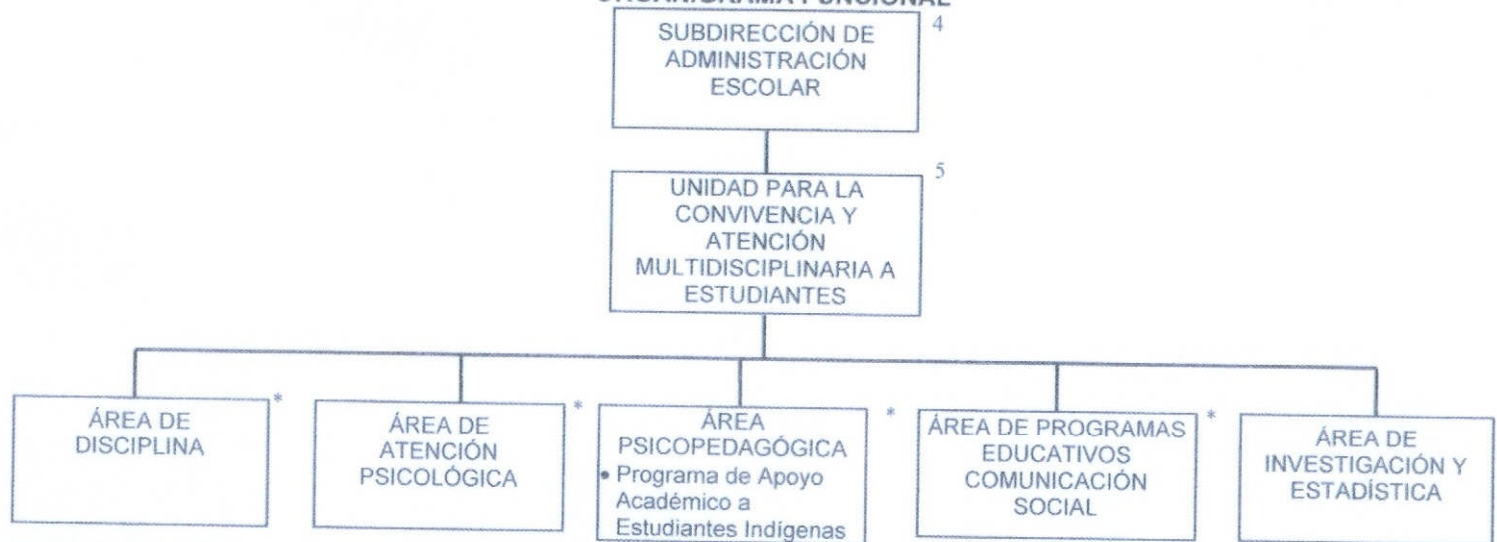 ORGANIGRAMA FUNCIONAL
SUBDIRECCIÓN DE
ADMINISTRACIÓN
ESCOLAR
4
UNIDAD PARA LA
CONVIVENCIA Y
ATENCIÓN
MULTIDISCIPLINARIA A
ESTUDIANTES
5
ÁREA DE
DISCIPLINA
*
ÁREA DE
ATENCIÓN
PSICOLÓGICA
*
ÁREA
PSICOPEDAGÓGICA
• Programa de Apoyo
Académico a
Estudiantes Indígenas
*
ÁREA DE PROGRAMAS
EDUCATIVOS
COMUNICACIÓN
SOCIAL
*
ÁREA DE
INVESTIGACIÓN Y
ESTADÍSTICA